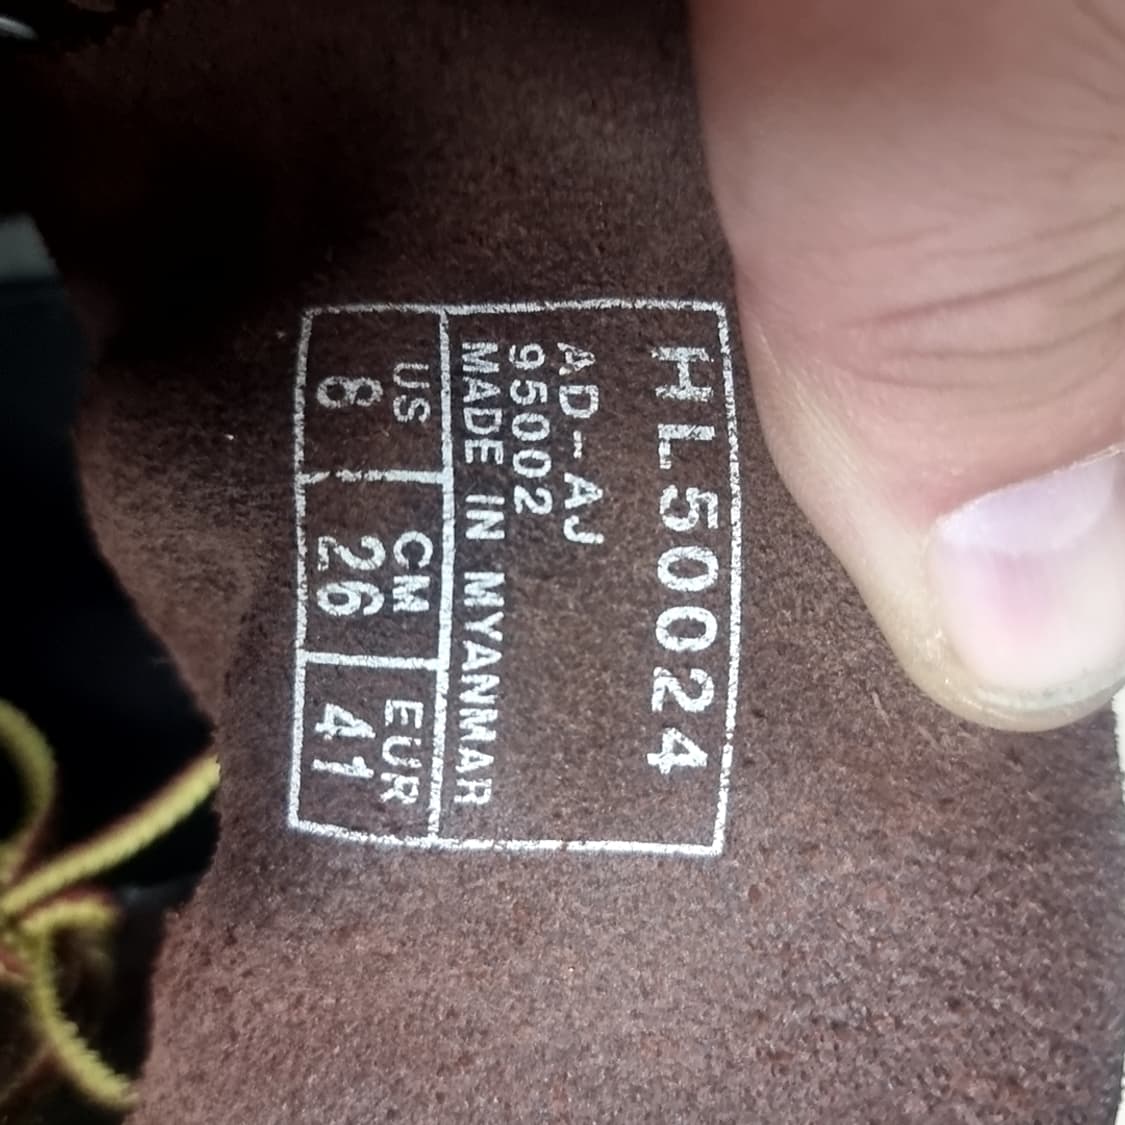 HL50024
AD-AJ
95002
MADE IN MYANMAR
US CM EUR
8 26 41